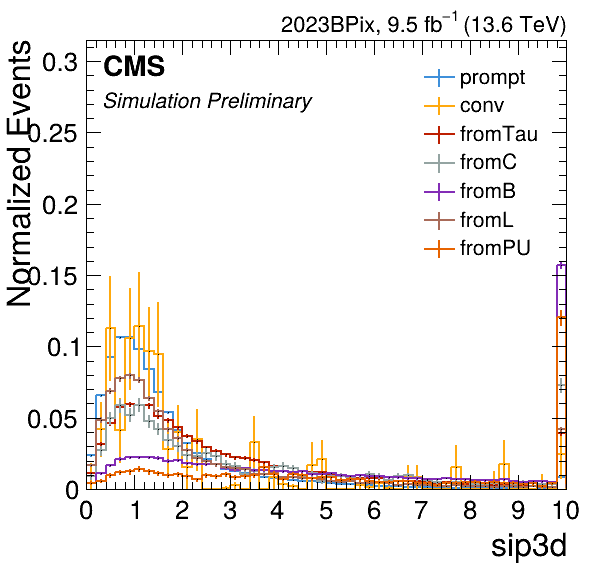 2023BPix, 9.5 fb⁻¹ (13.6 TeV)
CMS
Simulation Preliminary
prompt
conv
fromTau
fromC
fromB
fromL
fromPU
Normalized Events
0.3
0.25
0.2
0.15
0.1
0.05
0
0 1 2 3 4 5 6 7 8 9 10
sip3d